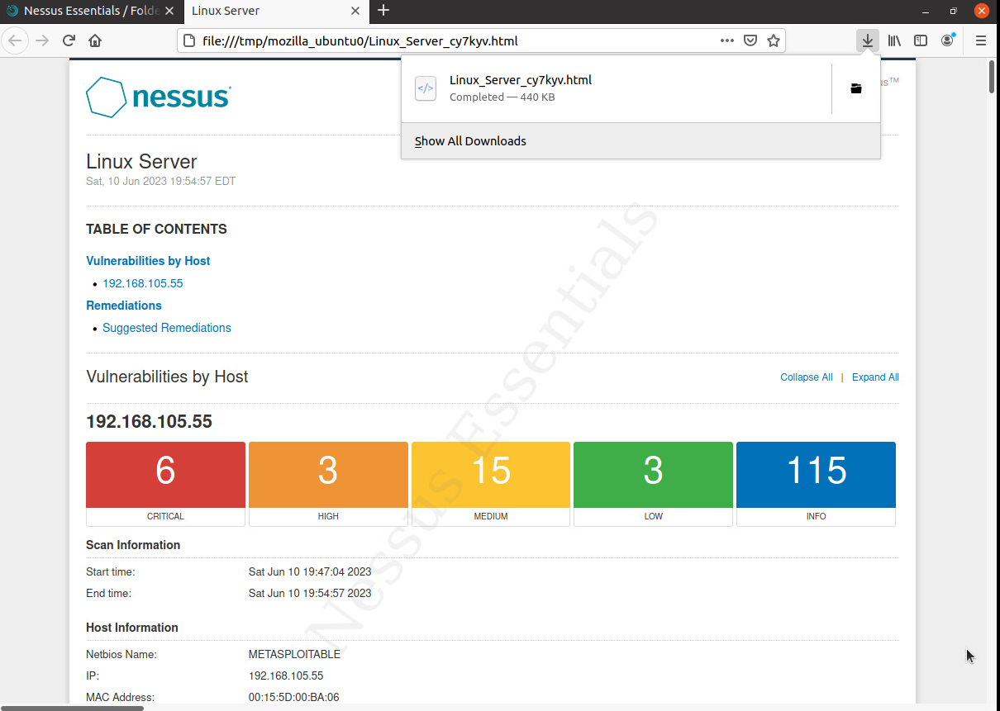 Nessus Essentials / Folde
Linux Server
file:///tmp/mozilla_ubuntu0/Linux_Server_cy7kyv.html
Linux_Server_cy7kyv.html
Completed — 440 KB
Show All Downloads
nessus
us™
Linux Server
Sat, 10 Jun 2023 19:54:57 EDT
TABLE OF CONTENTS
Vulnerabilities by Host
• 192.168.105.55
Remediations
• Suggested Remediations
Vulnerabilities by Host
Collapse All | Expand All
192.168.105.55
6 3 15 3 115
CRITICAL HIGH MEDIUM LOW INFO
Scan Information
Start time: Sat Jun 10 19:47:04 2023
End time: Sat Jun 10 19:54:57 2023
Host Information
Netbios Name: METASPLOITABLE
IP: 192.168.105.55
MAC Address: 00:15:5D:00:BA:06
Nessus Essentials